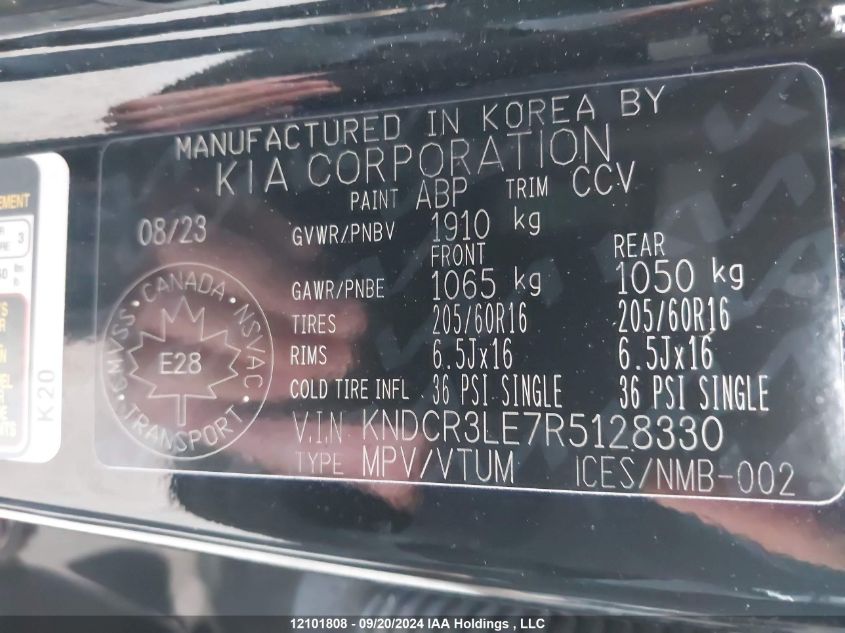 MANUFACTURED IN KOREA BY
KIA CORPORATION
PAINT ABP TRIM CCV
08/23 GVWR/PNBV 1910 kg
FRONT REAR
GAWR/PNBE 1065 kg 1050 kg
TIRES 205/60R16 205/60R16
RIMS 6.5Jx16 6.5Jx16
COLD TIRE INFL. 36 PSI SINGLE 36 PSI SINGLE
V.I.N KNDCR3LE7R5128330
TYPE MPV/VTUM ICES/NMB-002
CANADA • NSVAC • TRANSPORT • CMVSS •
E28
K20
EMENT
3
12101808 - 09/20/2024 IAA Holdings , LLC